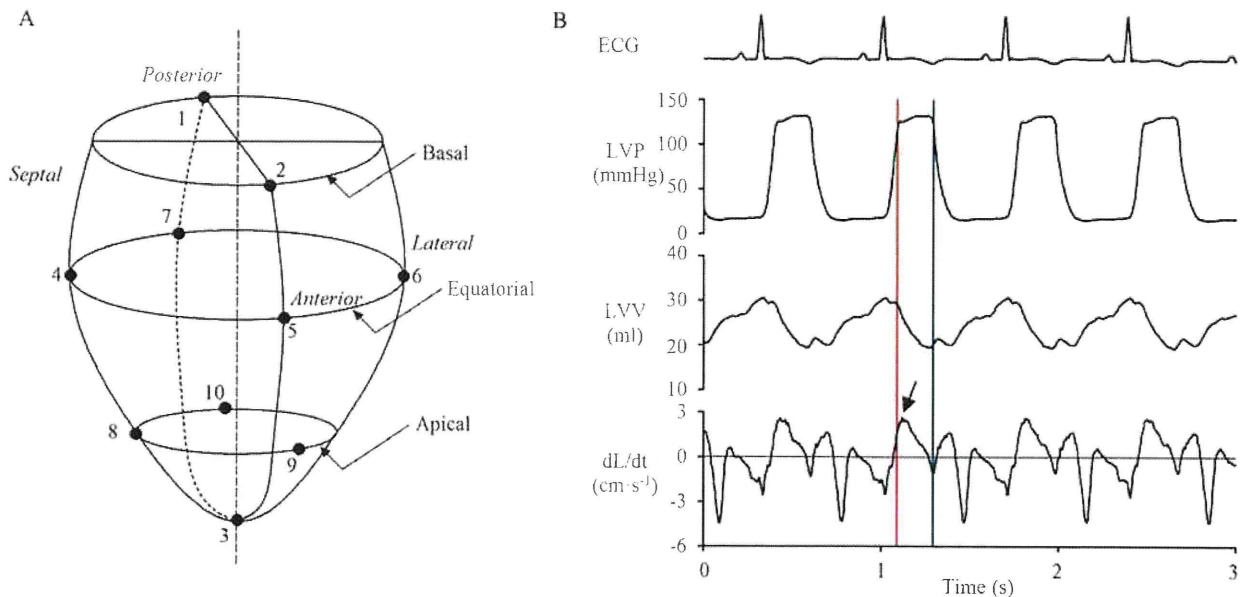 A
Posterior
1
2
Basal
Septal
7
Lateral
4
6
Anterior
Equatorial
5
10
8
Apical
9
3
B
ECG
150
100
50
0
LVP
(mmHg)
40
30
20
10
LVV
(ml)
3
0
-3
-6
dL/dt
(cm·s⁻¹)
0
1
2
3
Time (s)